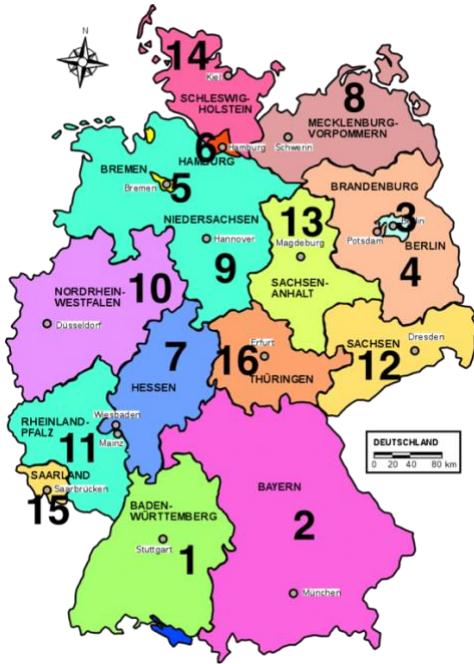 N
14
Kiel
SCHLESWIG-
HOLSTEIN
8
MECKLENBURG-
VORPOMMERN
Schwerin
6
HAMBURG
Hamburg
BREMEN
Bremen
5
NIEDERSACHSEN
Hannover
9
BRANDENBURG
3
Berlin
Potsdam
BERLIN
4
13
Magdeburg
SACHSEN-
ANHALT
10
NORDRHEIN-
WESTFALEN
Düsseldorf
7
HESSEN
16
Erfurt
THÜRINGEN
SACHSEN
Dresden
12
Wiesbaden
RHEINLAND-
PFALZ
Mainz
11
SAARLAND
Saarbrücken
15
DEUTSCHLAND
0 20 40 80 km
BAYERN
2
München
BADEN-
WÜRTTEMBERG
Stuttgart
1